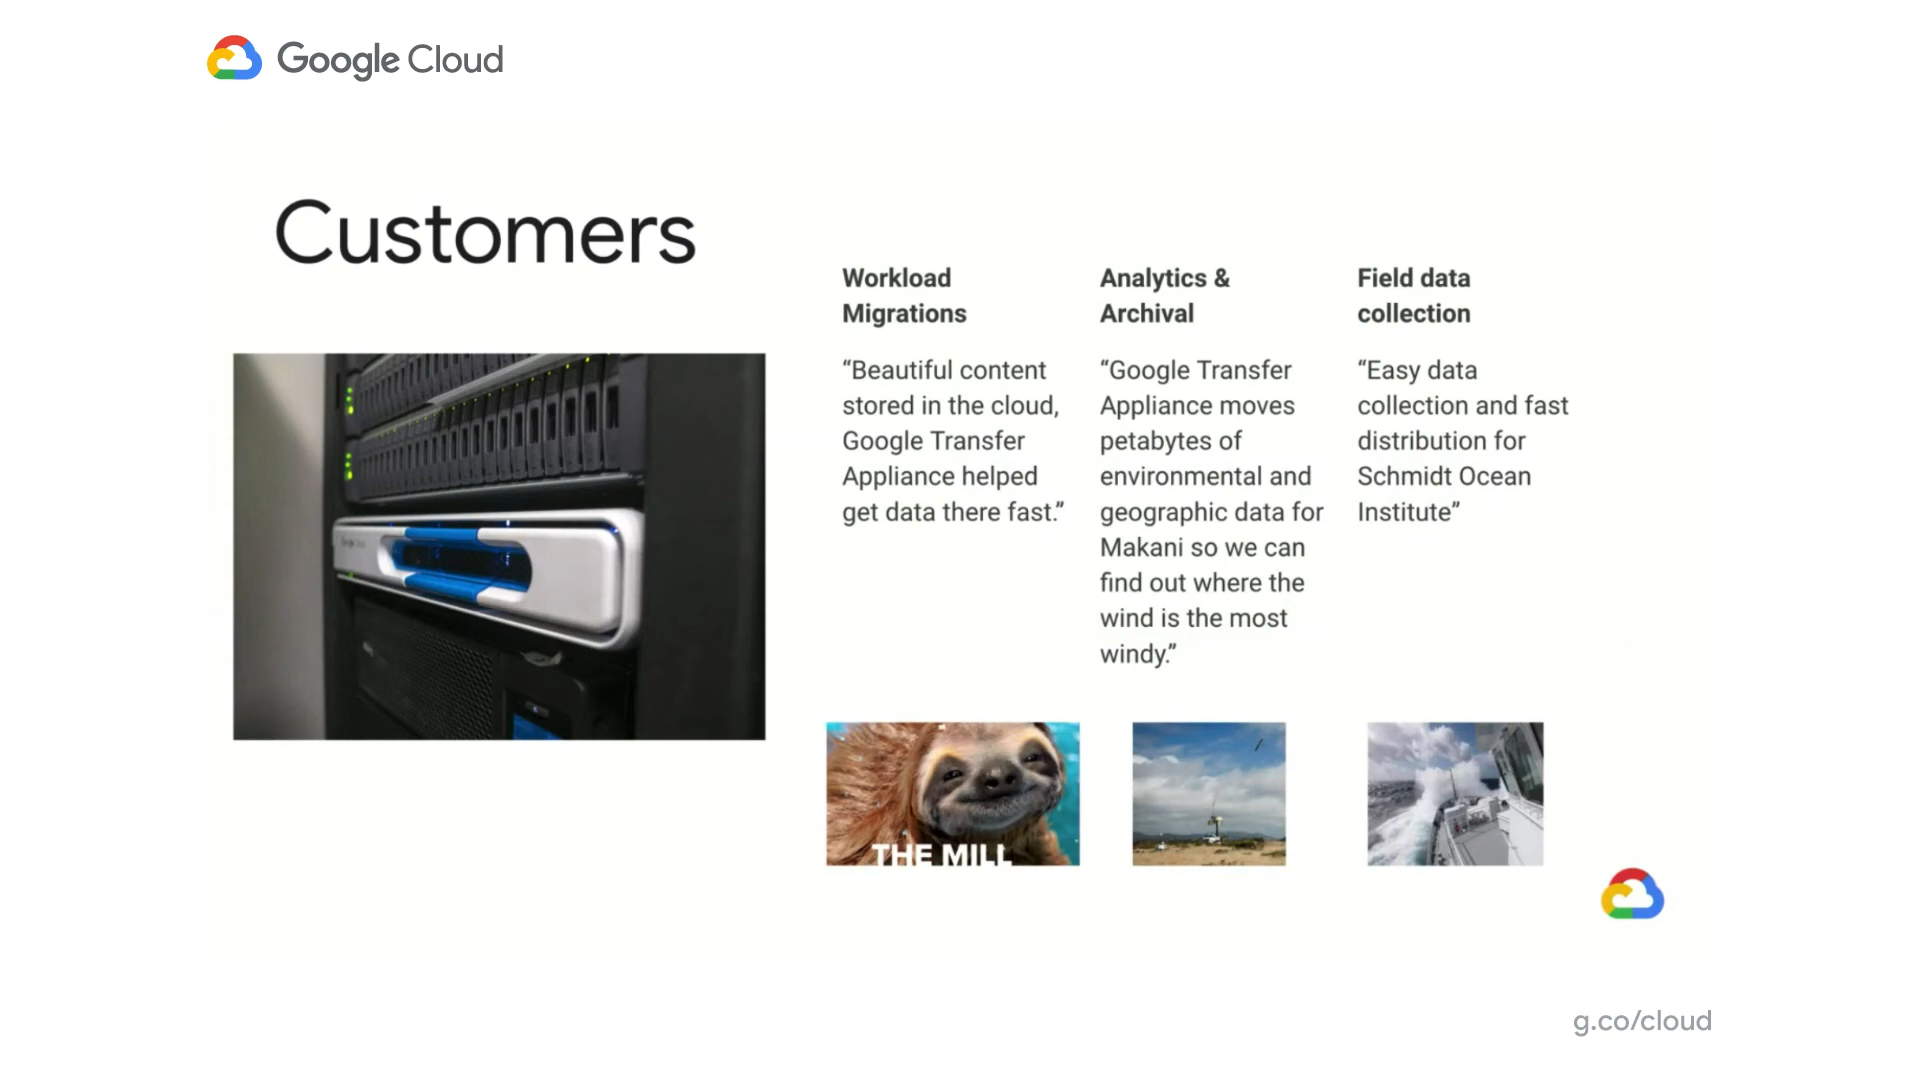 Google Cloud
Customers
Workload
Migrations
“Beautiful content
stored in the cloud,
Google Transfer
Appliance helped
get data there fast.”
Analytics &
Archival
“Google Transfer
Appliance moves
petabytes of
environmental and
geographic data for
Makani so we can
find out where the
wind is the most
windy.”
Field data
collection
“Easy data
collection and fast
distribution for
Schmidt Ocean
Institute”
THE MILL
g.co/cloud